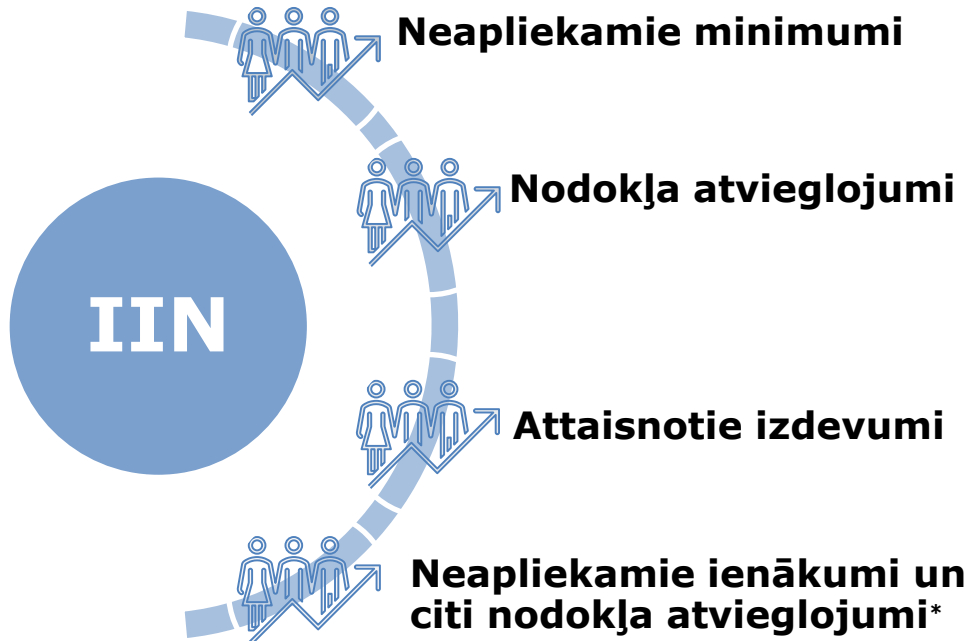 Neapliekamie minimumi
Nodokļa atvieglojumi
IIN
Attaisnotie izdevumi
Neapliekamie ienākumi un
citi nodokļa atvieglojumi*